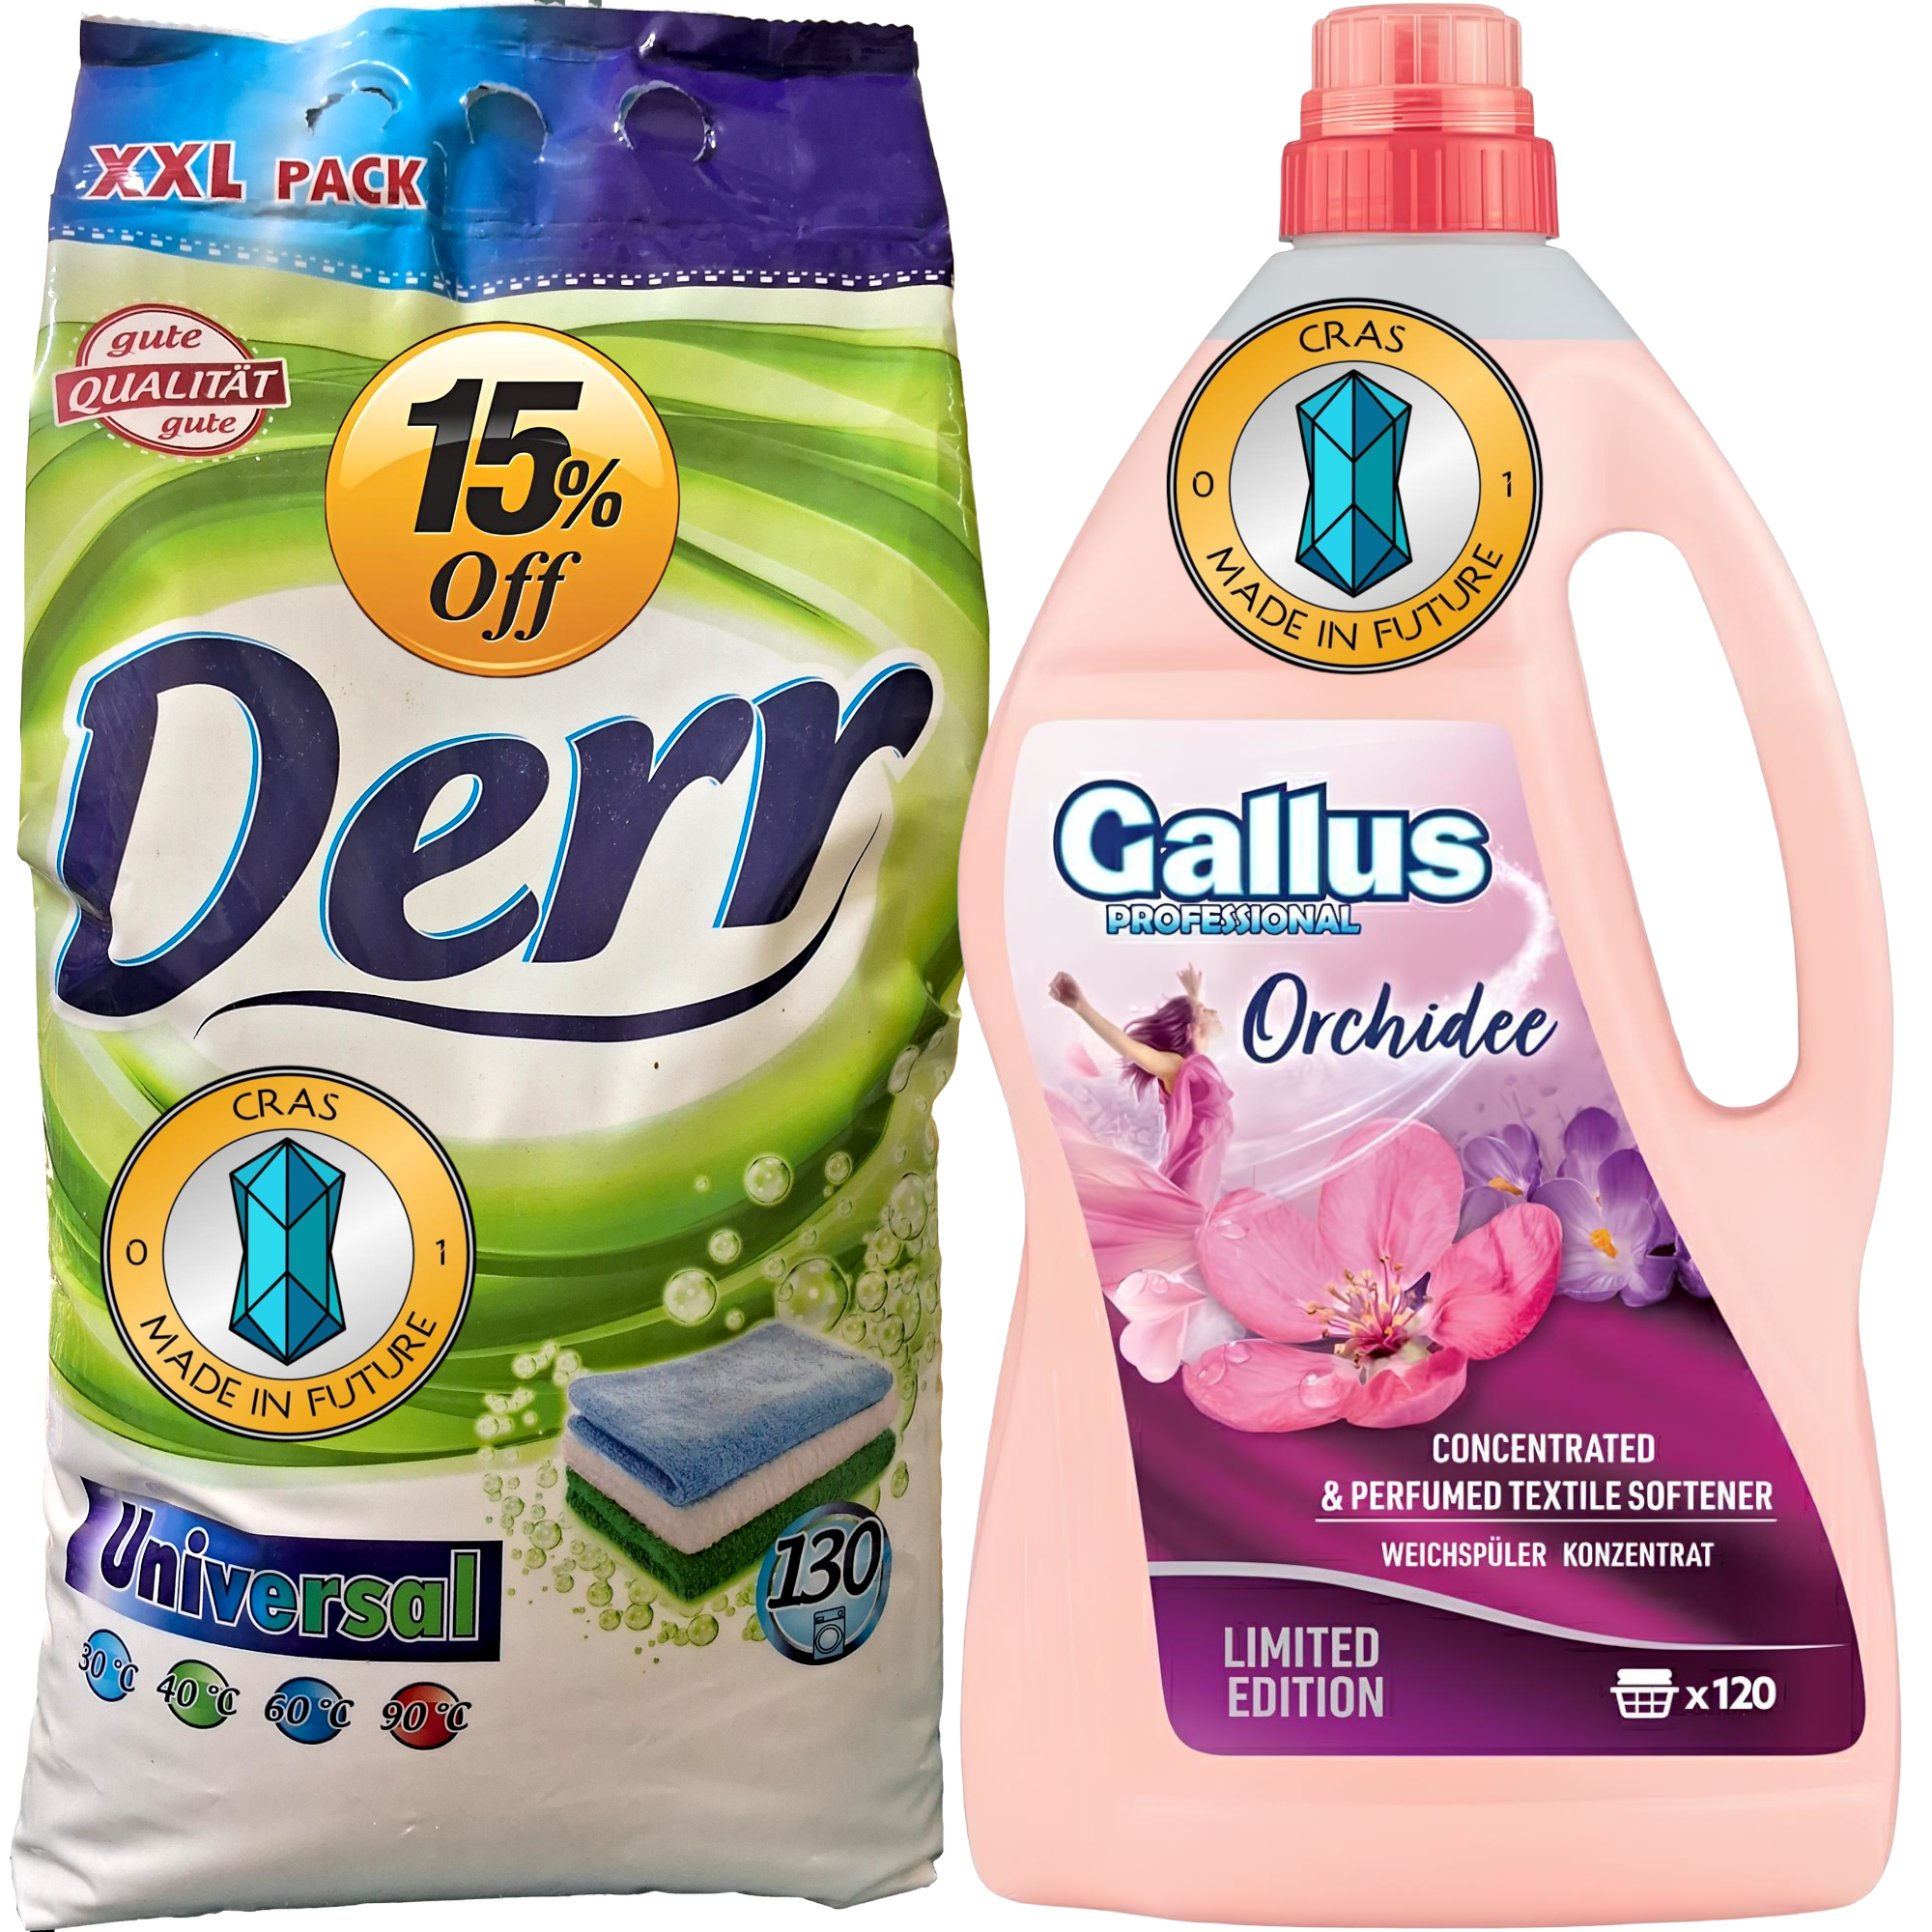 XXL PACK
gute
QUALITÄT
gute
15%
Off
Derr
CRAS
0 1
MADE IN FUTURE
Universal
130
30 °C 40 °C 60 °C 90 °C
CRAS
0 1
MADE IN FUTURE
Gallus
PROFESSIONAL
Orchidee
CONCENTRATED
& PERFUMED TEXTILE SOFTENER
WEICHSPÜLER KONZENTRAT
LIMITED
EDITION
x120